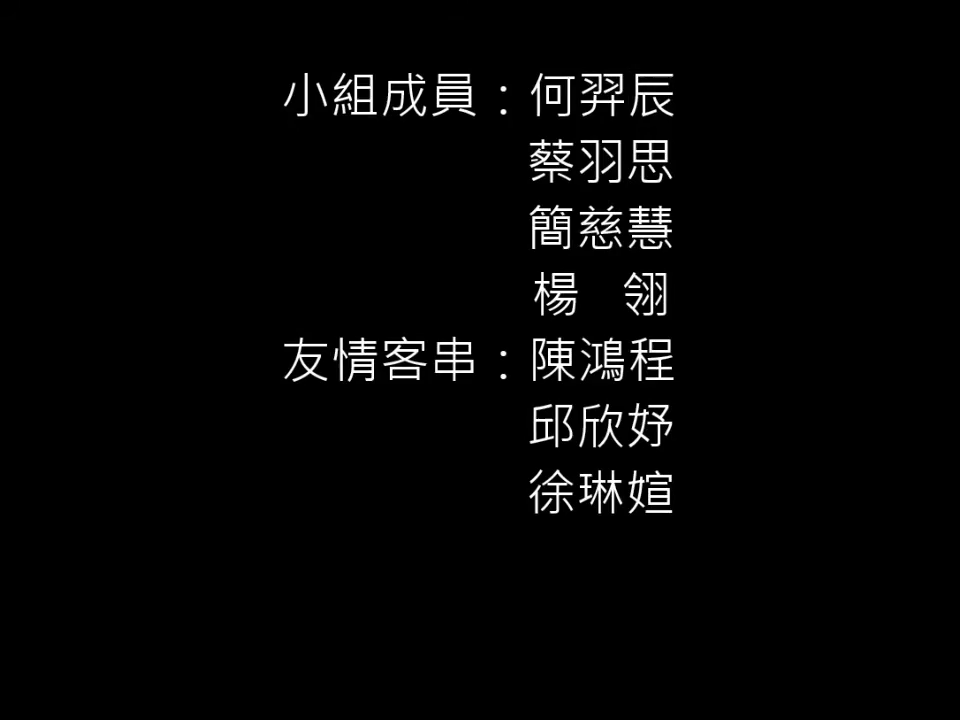 小組成員：何羿辰
蔡羽思
簡慈慧
楊 翎
友情客串：陳鴻程
邱欣妤
徐琳媗